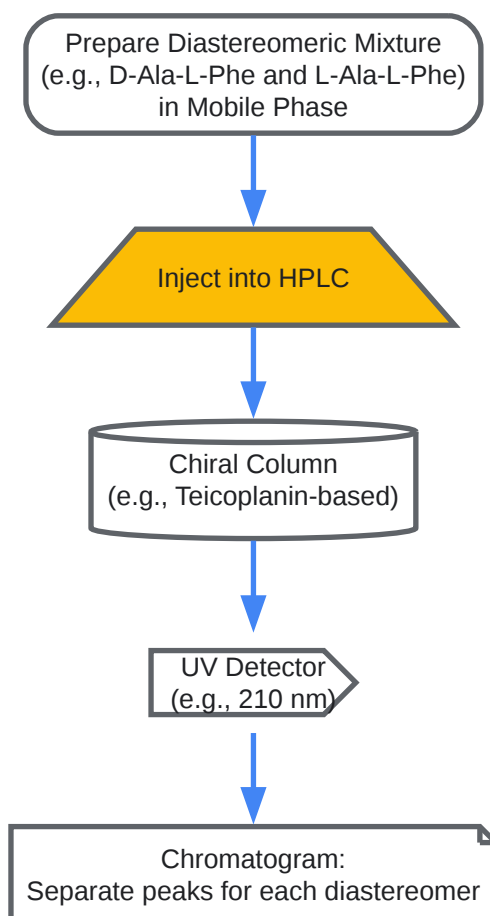 Prepare Diastereomeric Mixture
(e.g., D-Ala-L-Phe and L-Ala-L-Phe)
in Mobile Phase
Inject into HPLC
Chiral Column
(e.g., Teicoplanin-based)
UV Detector
(e.g., 210 nm)
Chromatogram:
Separate peaks for each diastereomer